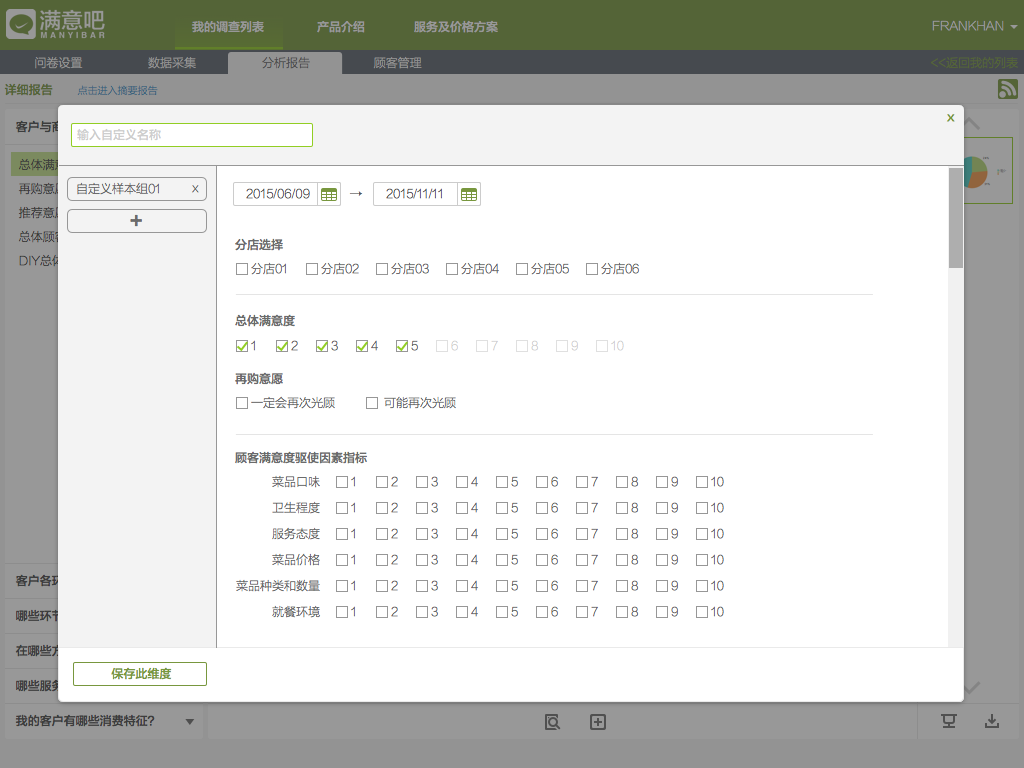 满意吧
MANYIBAR
我的调查列表 产品介绍 服务及价格方案 FRANKHAN
问卷设置 数据采集 分析报告 顾客管理 <<返回我的列表
详细报告 点击进入摘要报告
客户与商
x
输入自定义名称
总体满意
再购意愿
推荐意愿
总体顾客
DIY总体
自定义样本组01 x
+
2015/06/09 → 2015/11/11
分店选择
分店01 分店02 分店03 分店04 分店05 分店06
总体满意度
1 2 3 4 5 6 7 8 9 10
再购意愿
一定会再次光顾 可能再次光顾
顾客满意度驱使因素指标
菜品口味 1 2 3 4 5 6 7 8 9 10
卫生程度 1 2 3 4 5 6 7 8 9 10
服务态度 1 2 3 4 5 6 7 8 9 10
菜品价格 1 2 3 4 5 6 7 8 9 10
菜品种类和数量 1 2 3 4 5 6 7 8 9 10
就餐环境 1 2 3 4 5 6 7 8 9 10
客户各环
哪些环节
在哪些方
哪些服务
保存此维度
我的客户有哪些消费特征?